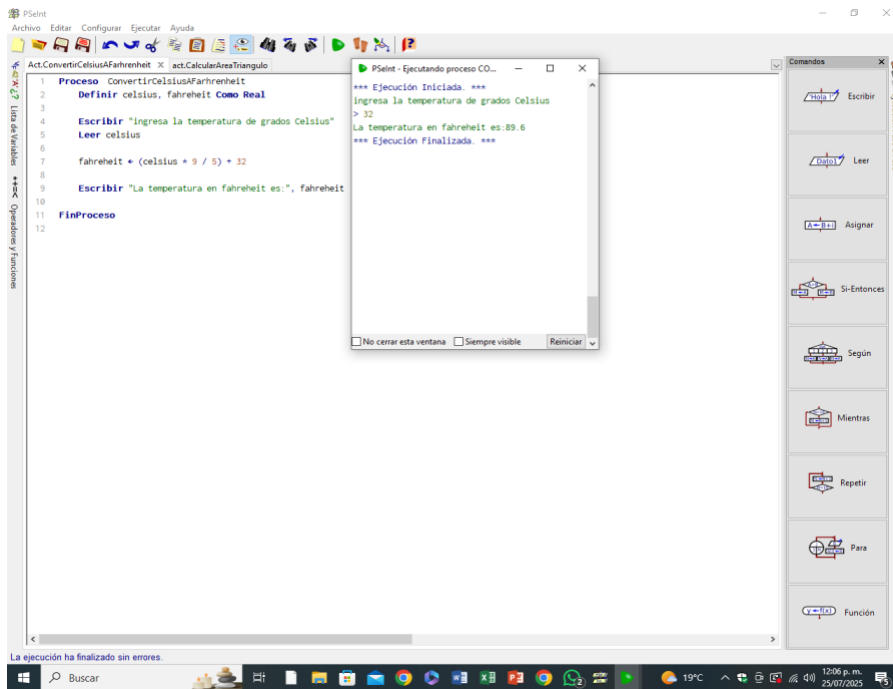 PSeInt
Archivo Editar Configurar Ejecutar Ayuda
Act.ConvertirCelsiusAFarhrenheit X act.CalcularAreaTriangulo
1 Proceso ConvertirCelsiusAFarhrenheit
2 Definir celsius, fahreheit Como Real
3
4 Escribir "ingresa la temperatura de grados Celsius"
5 Leer celsius
6
7 fahreheit ← (celsius * 9 / 5) + 32
8
9 Escribir "La temperatura en fahreheit es:", fahreheit
10
11 FinProceso
12
PSeInt - Ejecutando proceso CO...
*** Ejecución Iniciada. ***
ingresa la temperatura de grados Celsius
> 32
La temperatura en fahreheit es:89.6
*** Ejecución Finalizada. ***
No cerrar esta ventana Siempre visible Reiniciar
Lista de Variables
Operadores y Funciones
Comandos X
'Hola !' Escribir
Dato1 Leer
A←B+1 Asignar
Si-Entonces
Según
Mientras
Repetir
Para
y←f(x) Función
La ejecución ha finalizado sin errores.
Buscar
2
19°C
12:06 p. m.
25/07/2025
5